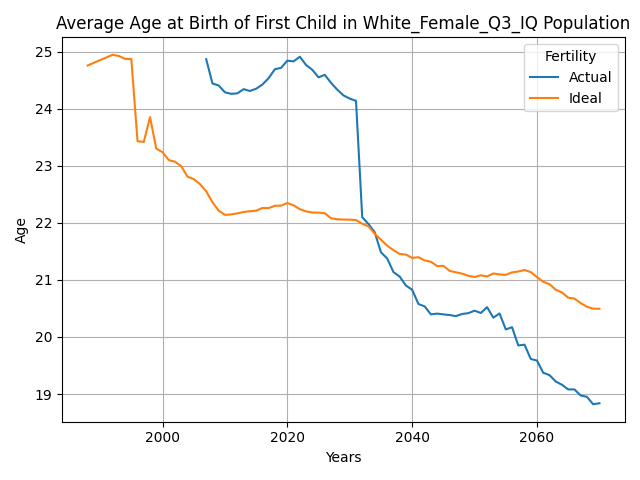 Average Age at Birth of First Child in White_Female_Q3_IQ Population
Fertility
Actual
Ideal
25
24
23
22
21
20
19
Age
2000
2020
2040
2060
Years